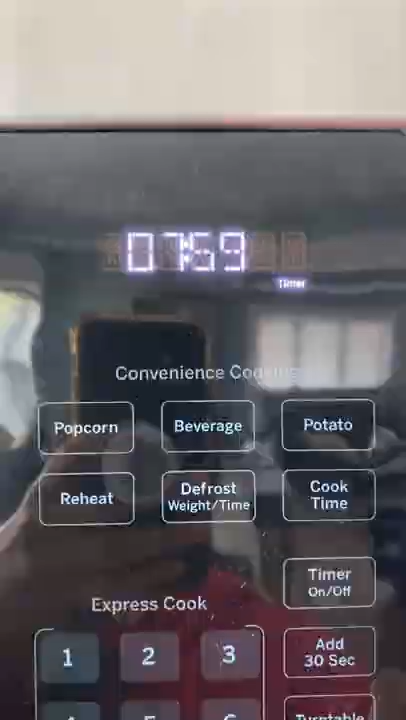 07:59
Timer
Convenience Cooking
Popcorn
Beverage
Potato
Reheat
Defrost
Weight/Time
Cook
Time
Timer
On/Off
Express Cook
1
2
3
Add
30 Sec
Turntable